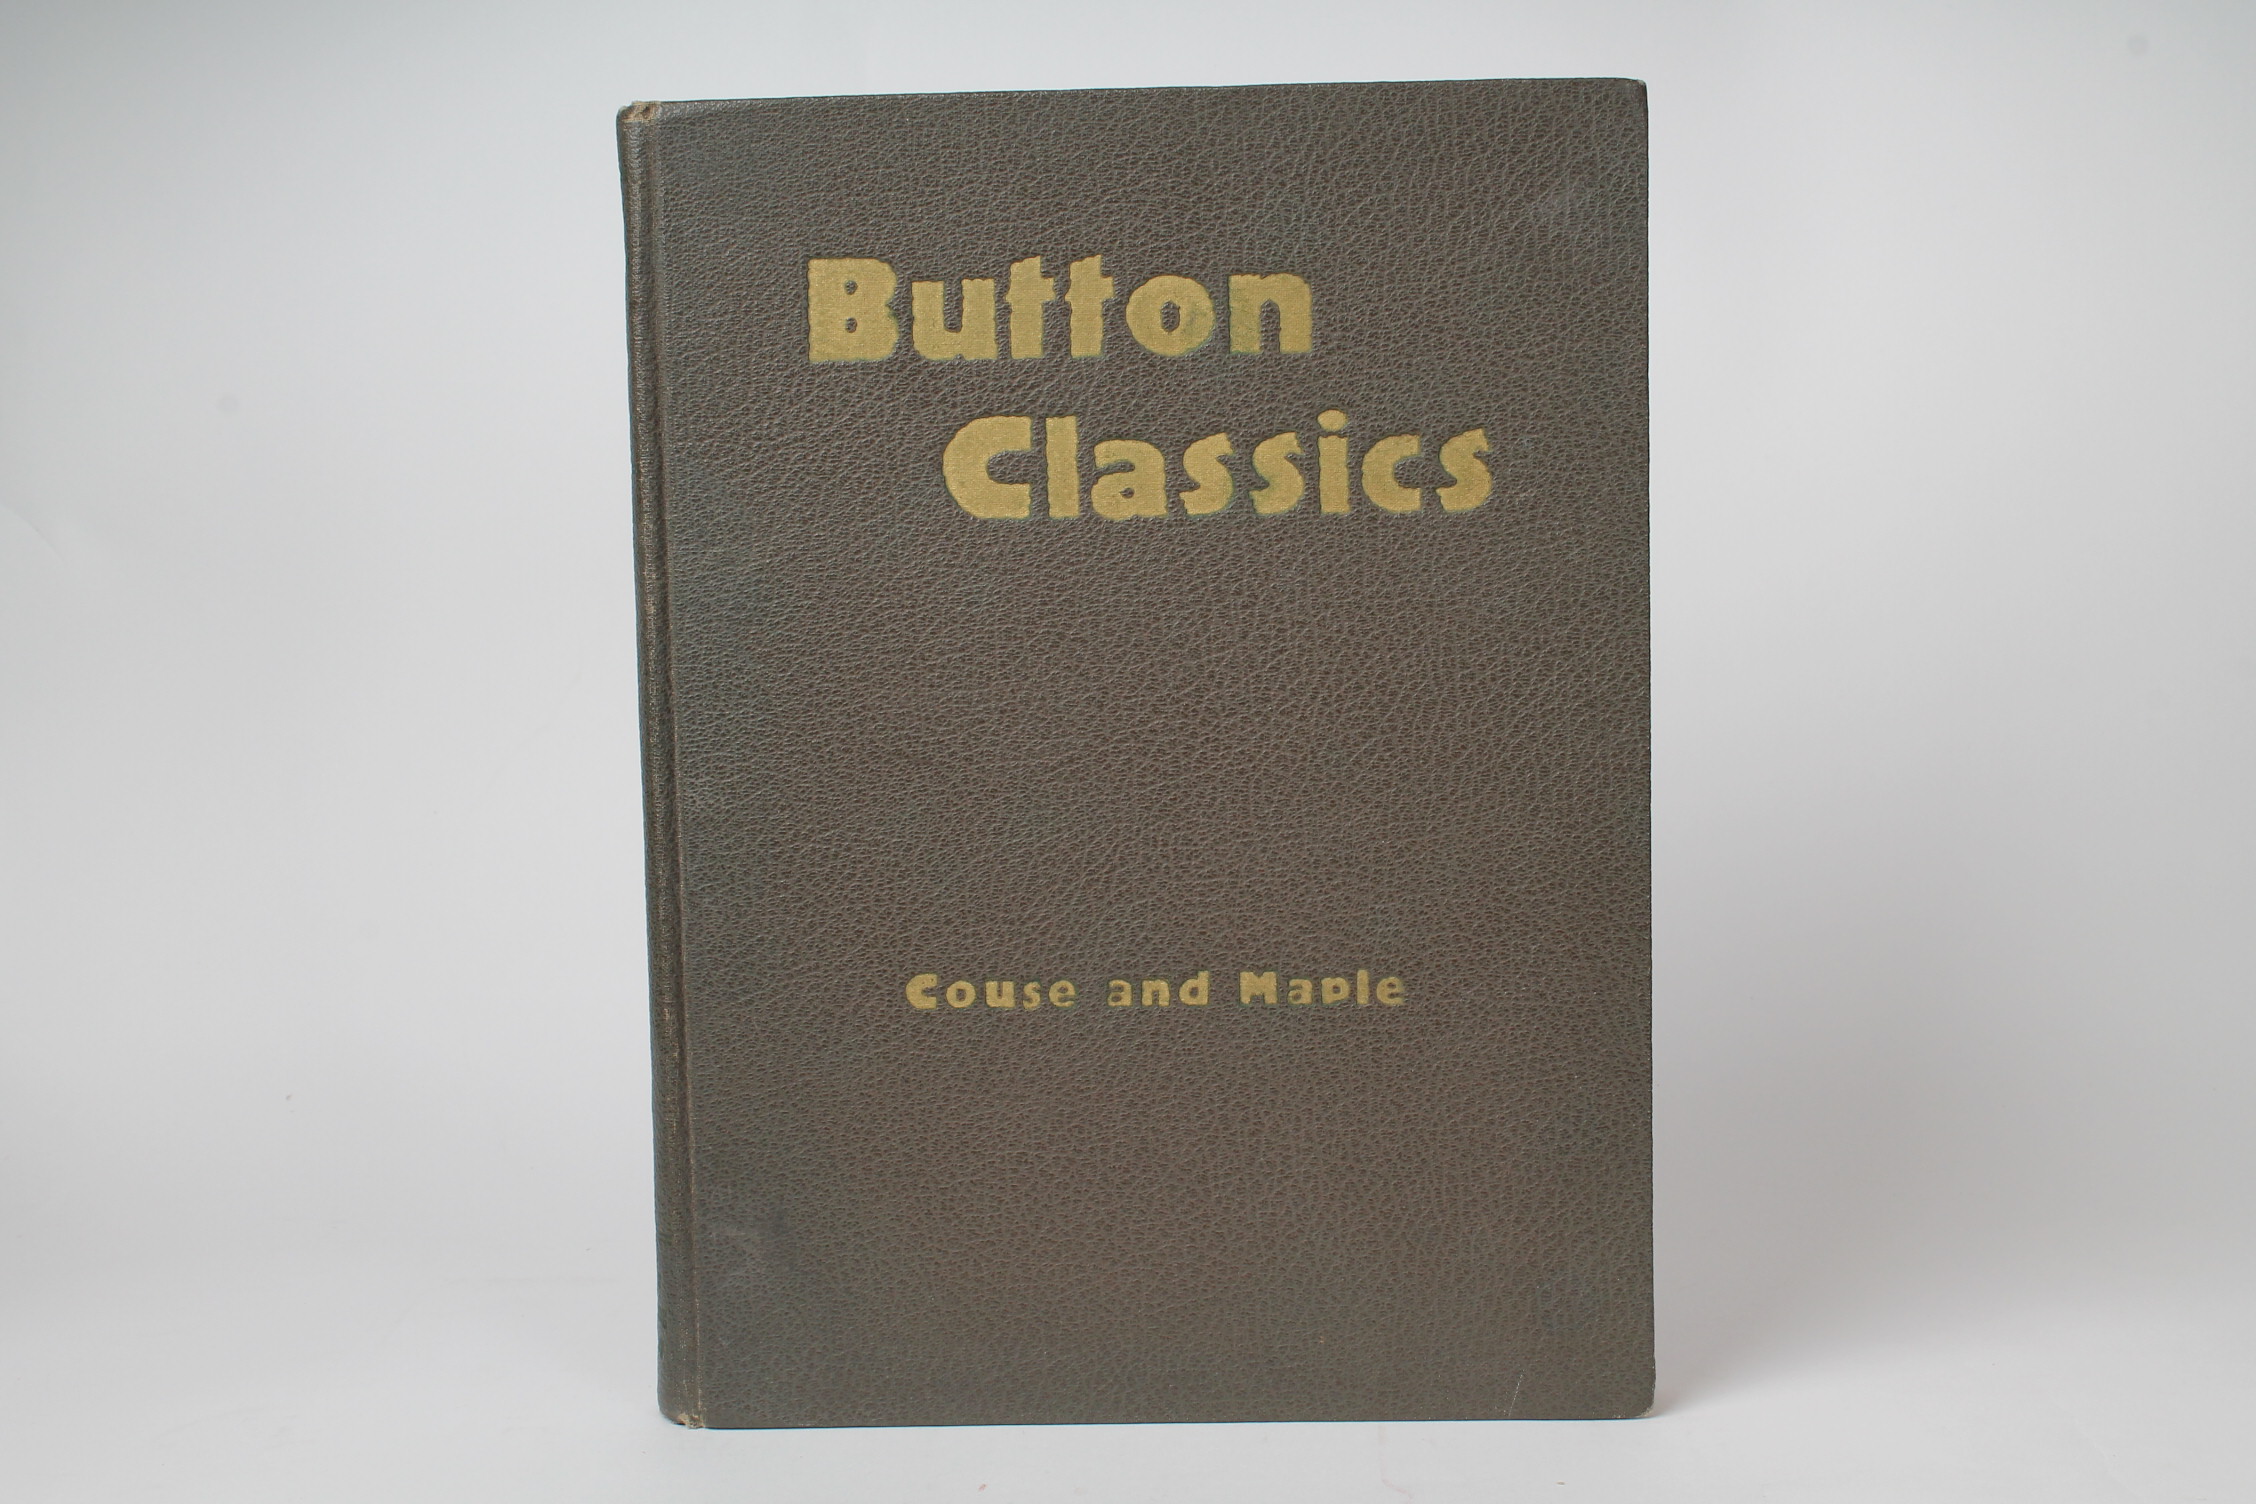 Button
Classics
Couse and Maple